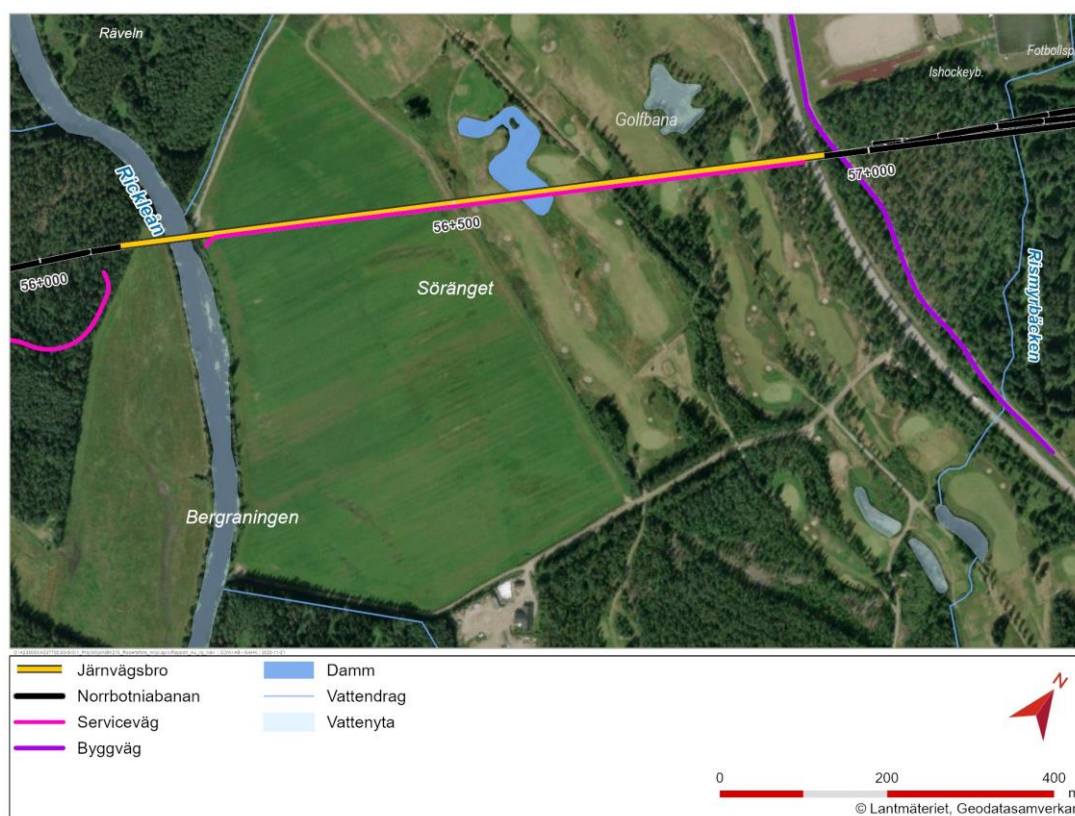 Räveln
Fotbollsp
Ishockeyb.
Golfbana
Rickleån
57+000
56+500
56+000
Söränget
Rismyrbäcken
Bergraningen
Järnvägsbro
Norrbotniabanan
Serviceväg
Byggväg
Damm
Vattendrag
Vattenyta
N
0 200 400
m
© Lantmäteriet, Geodatasamverkan